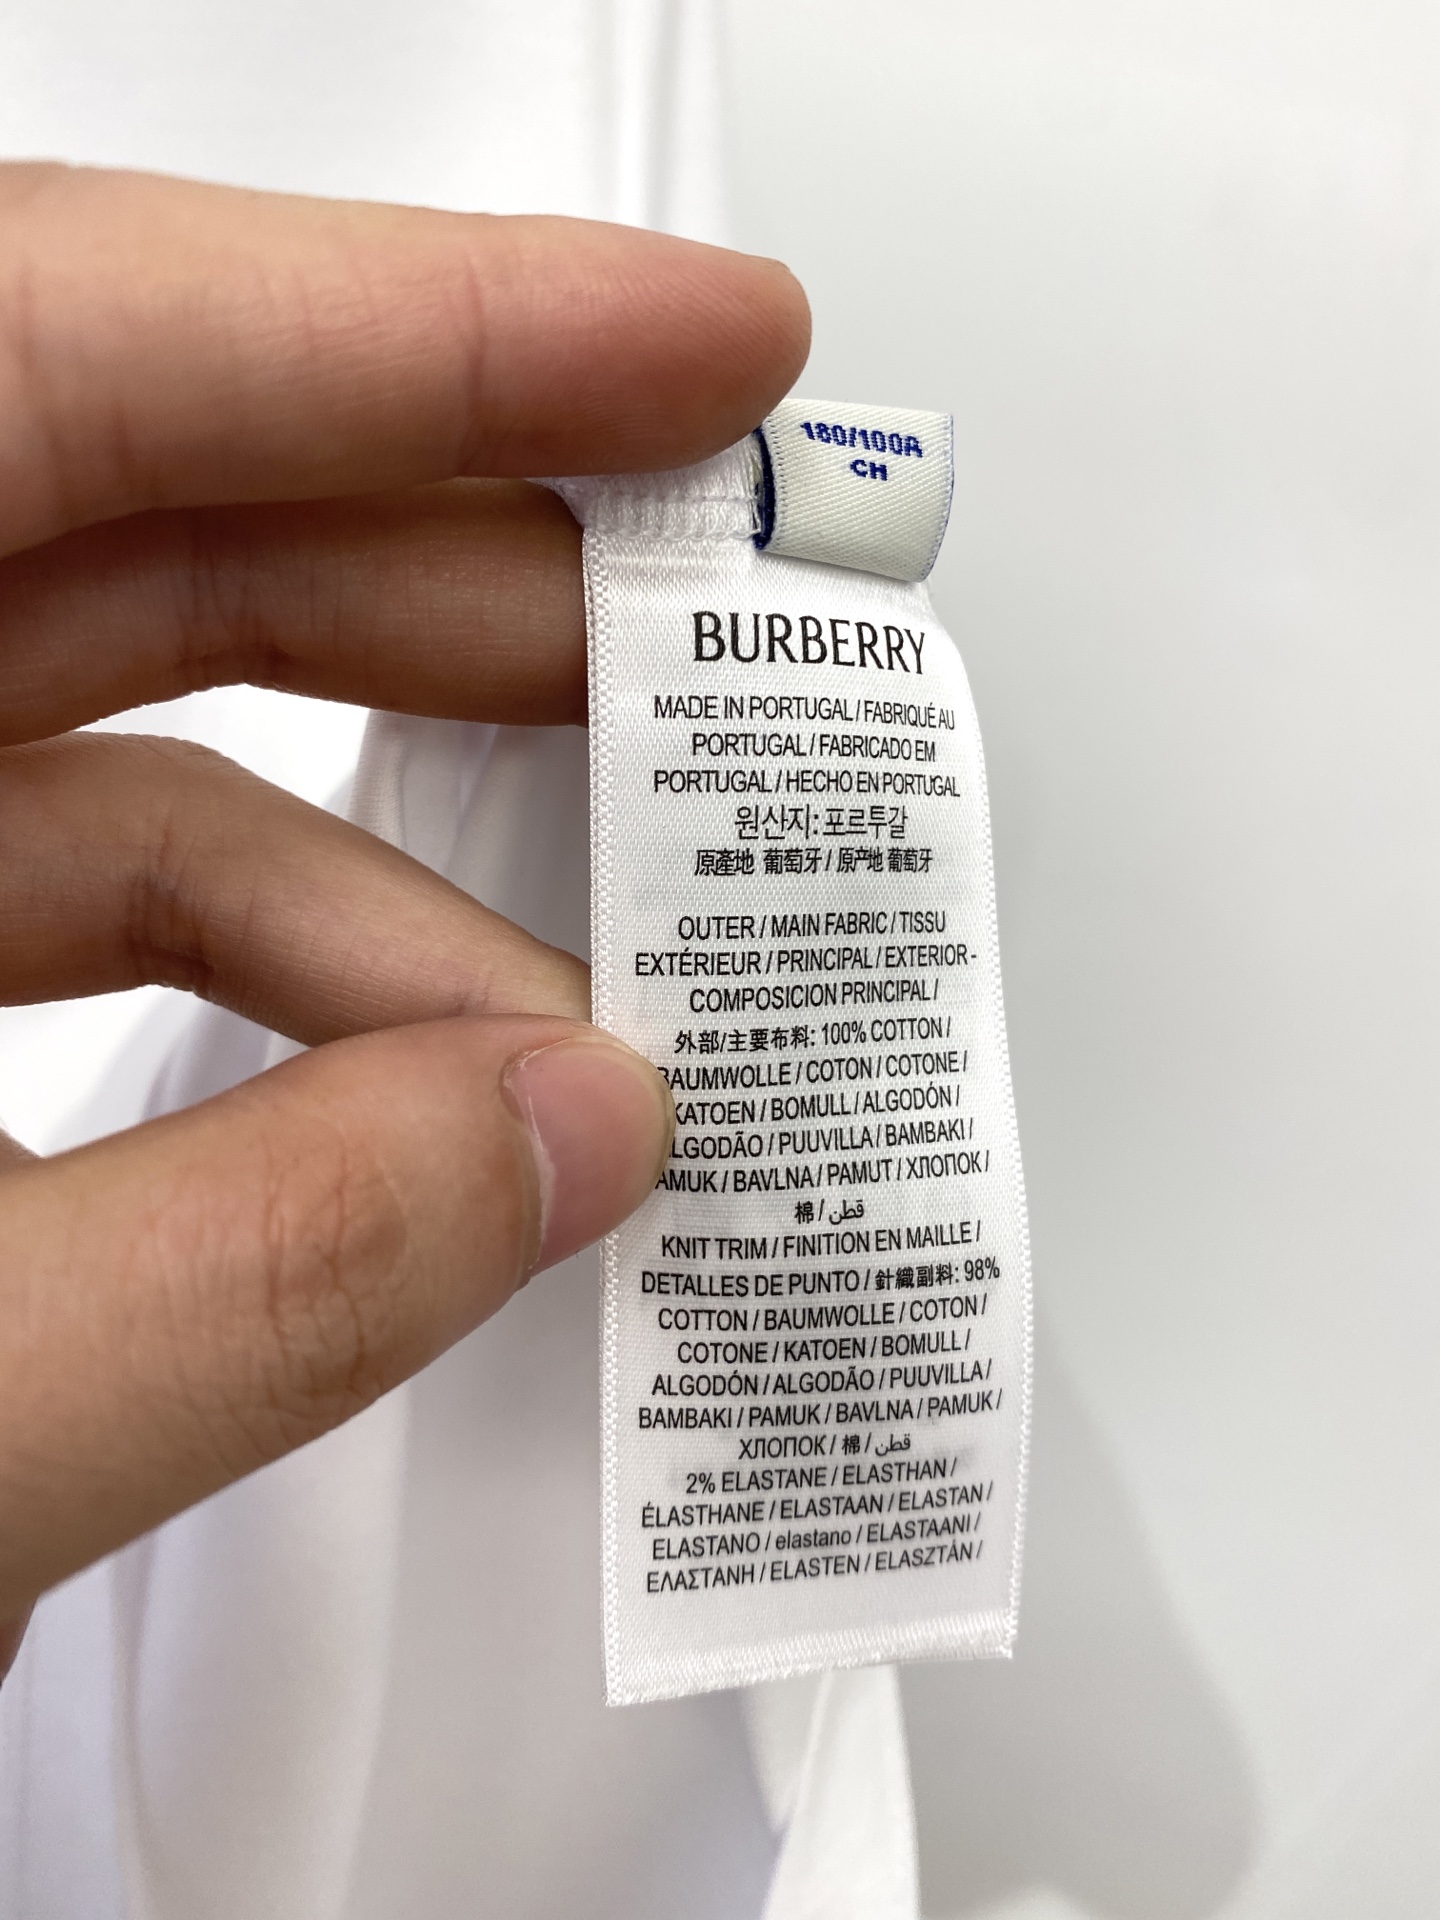 180/100A
CH
BURBERRY
MADE IN PORTUGAL / FABRIQUÉ AU
PORTUGAL / FABRICADO EM
PORTUGAL / HECHO EN PORTUGAL
원산지: 포르투갈
原產地 葡萄牙 / 原产地 葡萄牙
OUTER / MAIN FABRIC / TISSU
EXTÉRIEUR / PRINCIPAL / EXTERIOR -
COMPOSICION PRINCIPAL /
外部/主要布料: 100% COTTON /
BAUMWOLLE / COTON / COTONE /
KATOEN / BOMULL / ALGODÓN /
LGODÃO / PUUVILLA / BAMBAKI /
AMUK / BAVLNA / PAMUT / ХЛОПОК /
棉 / قطن
KNIT TRIM / FINITION EN MAILLE /
DETALLES DE PUNTO / 針織副料: 98%
COTTON / BAUMWOLLE / COTON /
COTONE / KATOEN / BOMULL /
ALGODÓN / ALGODÃO / PUUVILLA /
BAMBAKI / PAMUK / BAVLNA / PAMUK /
ХЛОПОК / 棉 / قطن
2% ELASTANE / ELASTHAN /
ÉLASTHANE / ELASTAAN / ELASTAN /
ELASTANO / elastano / ELASTAANI /
ΕΛΑΣΤΑΝΗ / ELASTEN / ELASZTÁN /